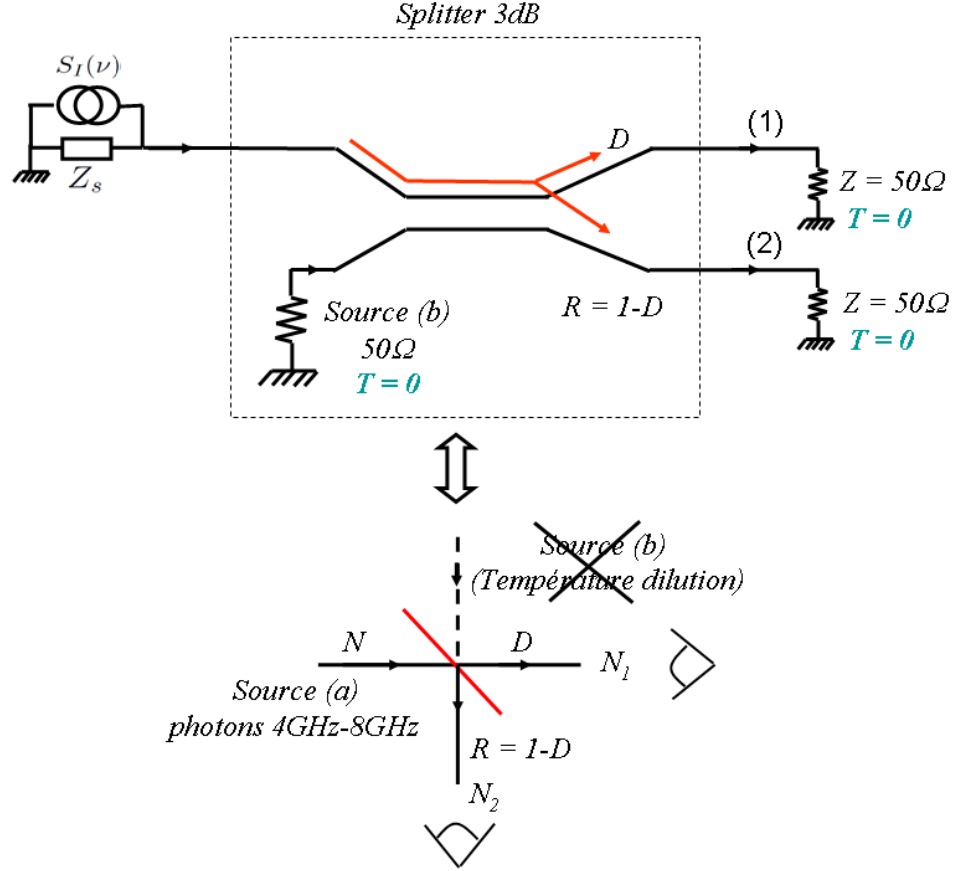 Splitter 3dB
S_I(ν)
Z_s
D
(1)
Z = 50Ω
T = 0
(2)
Source (b)
50Ω
T = 0
R = 1-D
Z = 50Ω
T = 0
Source (b)
(Température dilution)
N
D
N_1
Source (a)
photons 4GHz-8GHz
R = 1-D
N_2